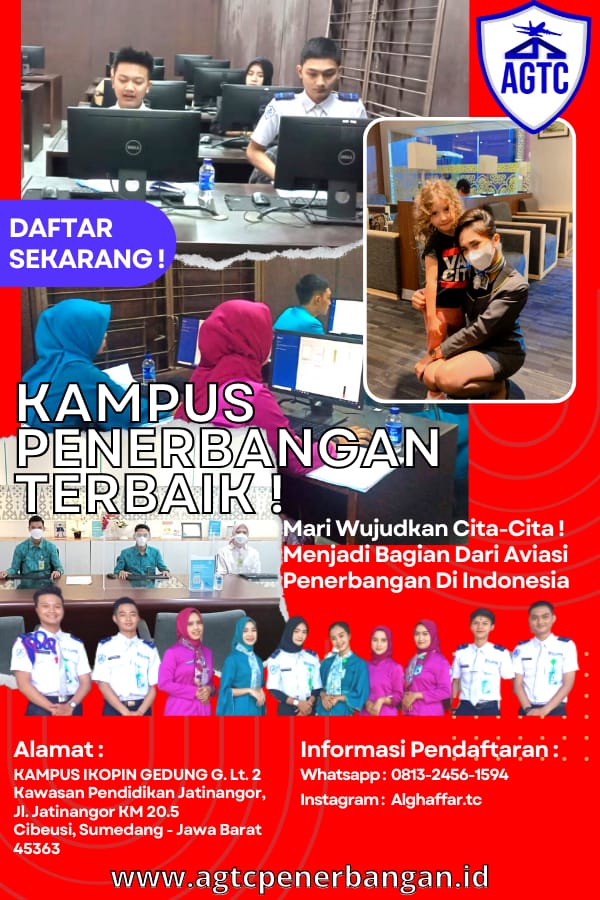 AGTC
DAFTAR
SEKARANG !
KAMPUS
PENERBANGAN
TERBAIK !
Mari Wujudkan Cita-Cita !
Menjadi Bagian Dari Aviasi
Penerbangan Di Indonesia
Alamat :
KAMPUS IKOPIN GEDUNG G. Lt. 2
Kawasan Pendidikan Jatinangor,
Jl. Jatinangor KM 20.5
Cibeusi, Sumedang - Jawa Barat
45363
Informasi Pendaftaran :
Whatsapp : 0813-2456-1594
Instagram : Alghaffar.tc
www.agtcpenerbangan.id